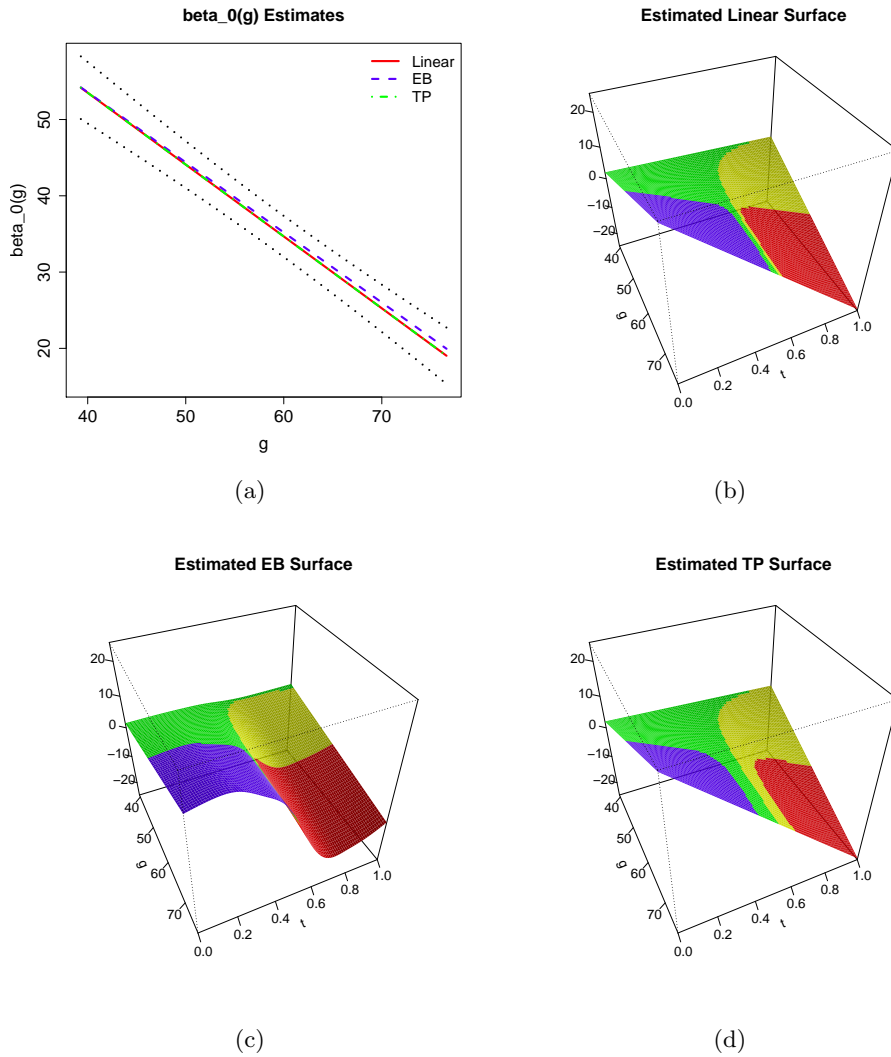 beta_0(g) Estimates
Linear
EB
TP
beta_0(g)
50
40
30
20
40 50 60 70
g
(a)
Estimated Linear Surface
20
10
0
−10
−20
40
50
60
70
g
0.0
0.2
0.4
0.6
0.8
1.0
t
(b)
Estimated EB Surface
20
10
0
−10
−20
40
50
60
70
g
0.0
0.2
0.4
0.6
0.8
1.0
t
(c)
Estimated TP Surface
20
10
0
−10
−20
40
50
60
70
g
0.0
0.2
0.4
0.6
0.8
1.0
t
(d)